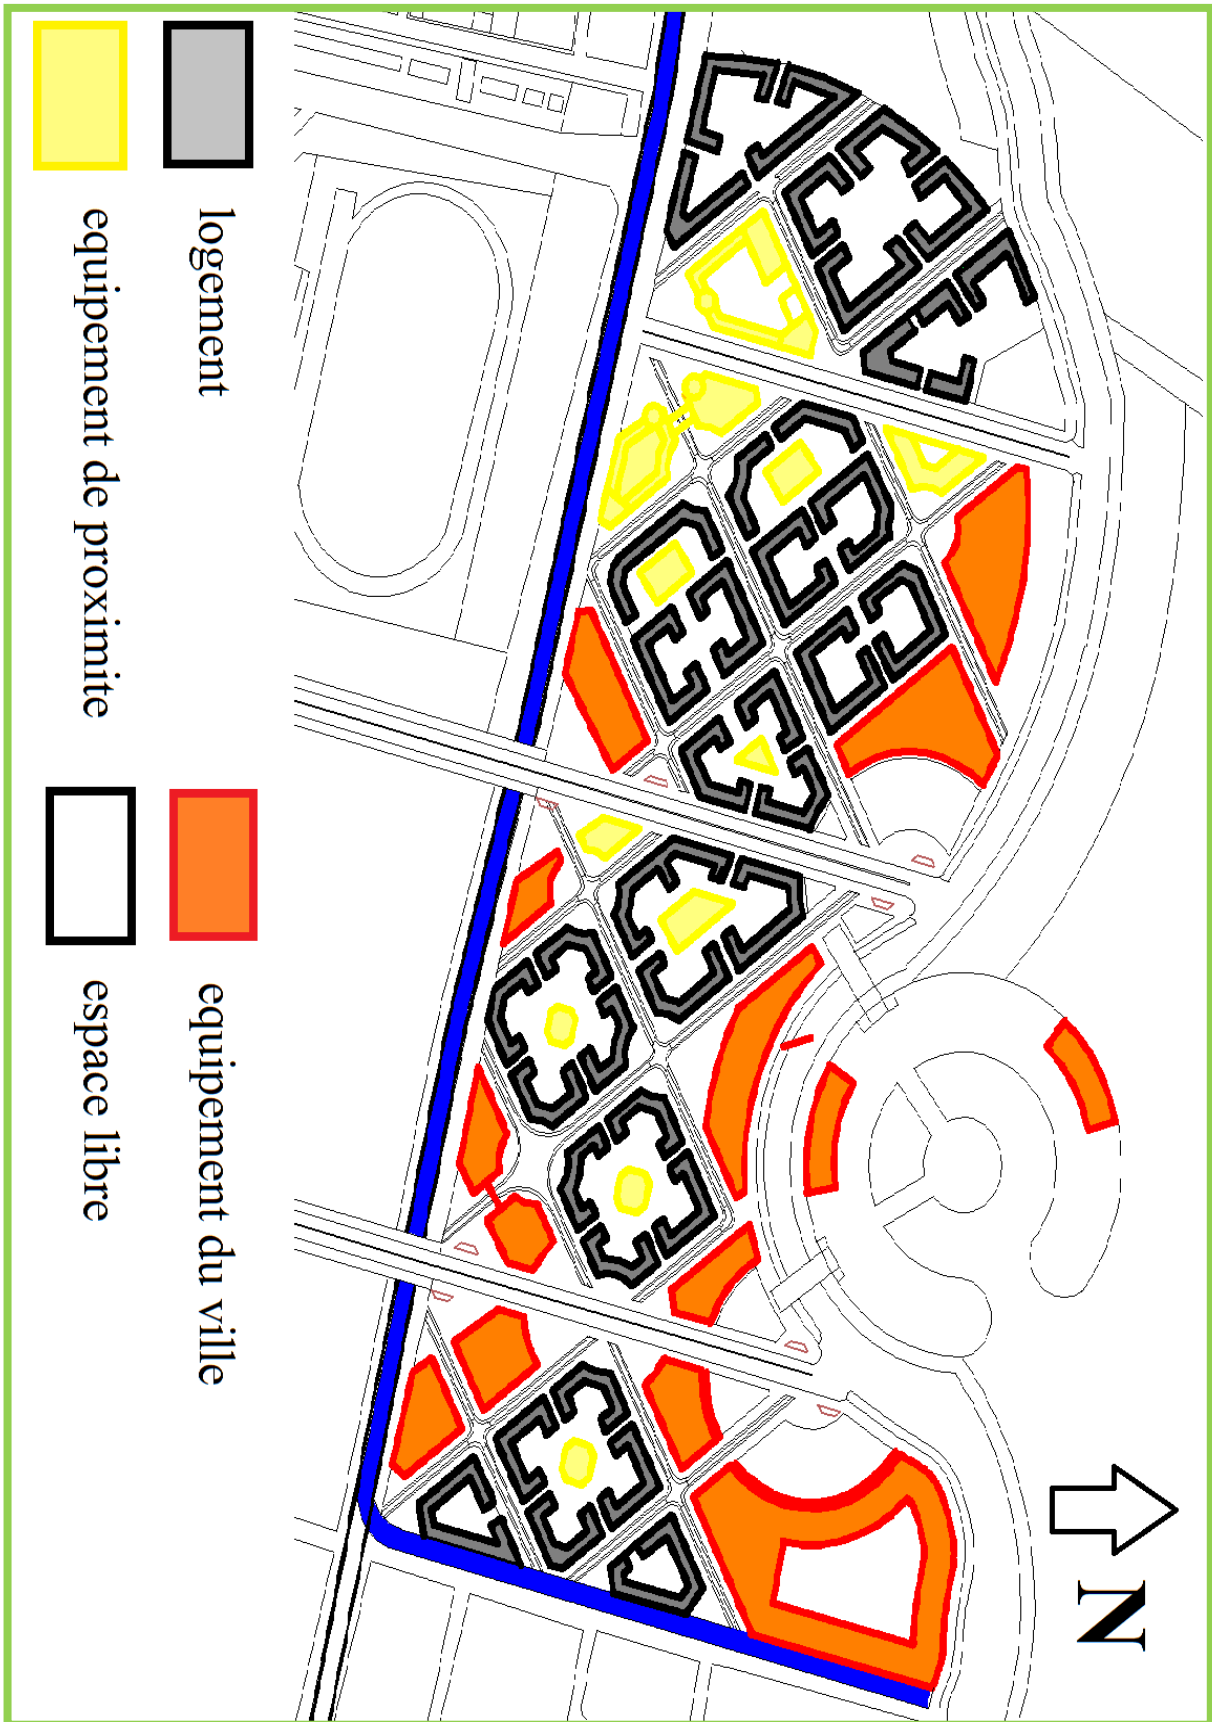 logement
equipement de proximite
equipement du ville
espace libre
N